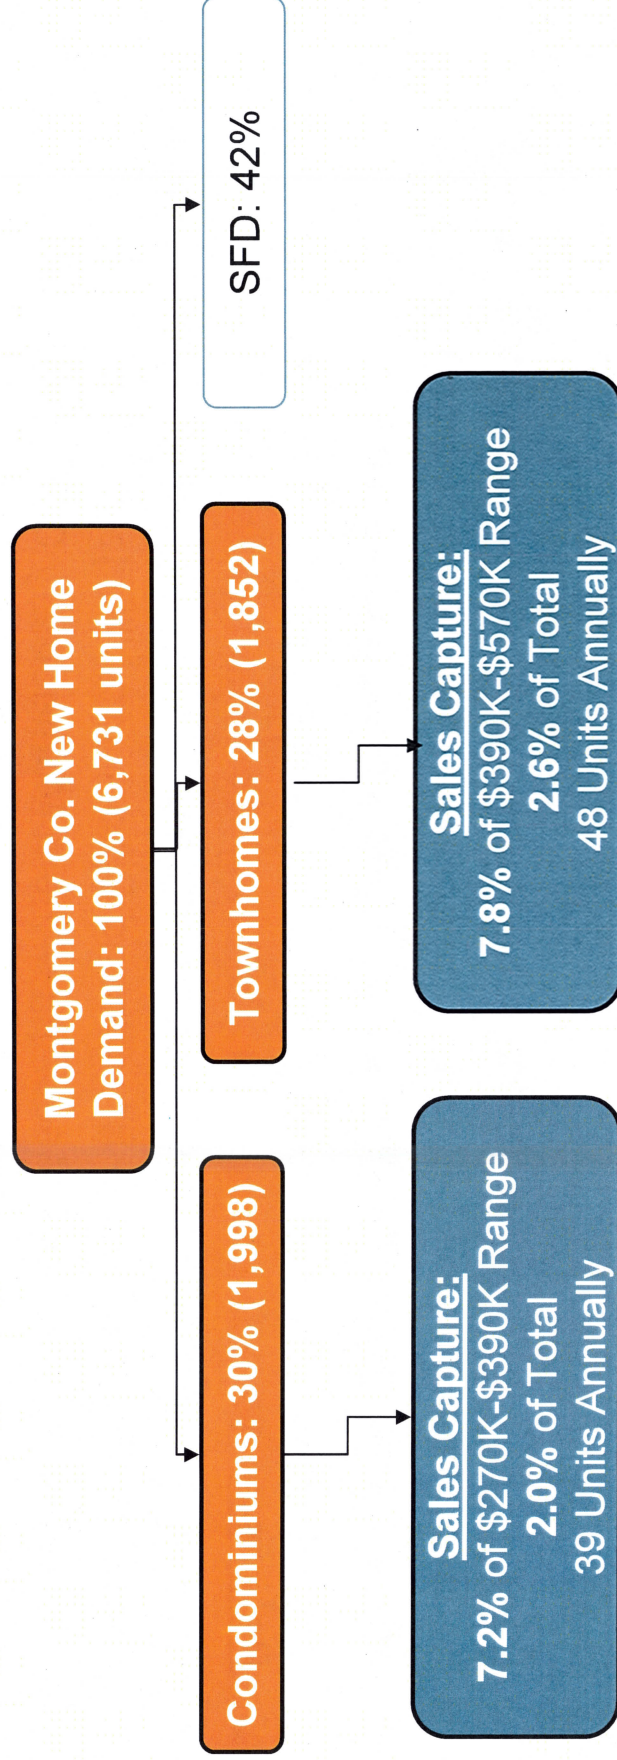 Montgomery Co. New Home
Demand: 100% (6,731 units)
Condominiums: 30% (1,998)
Townhomes: 28% (1,852)
SFD: 42%
Sales Capture:
7.2% of $270K-$390K Range
2.0% of Total
39 Units Annually
Sales Capture:
7.8% of $390K-$570K Range
2.6% of Total
48 Units Annually